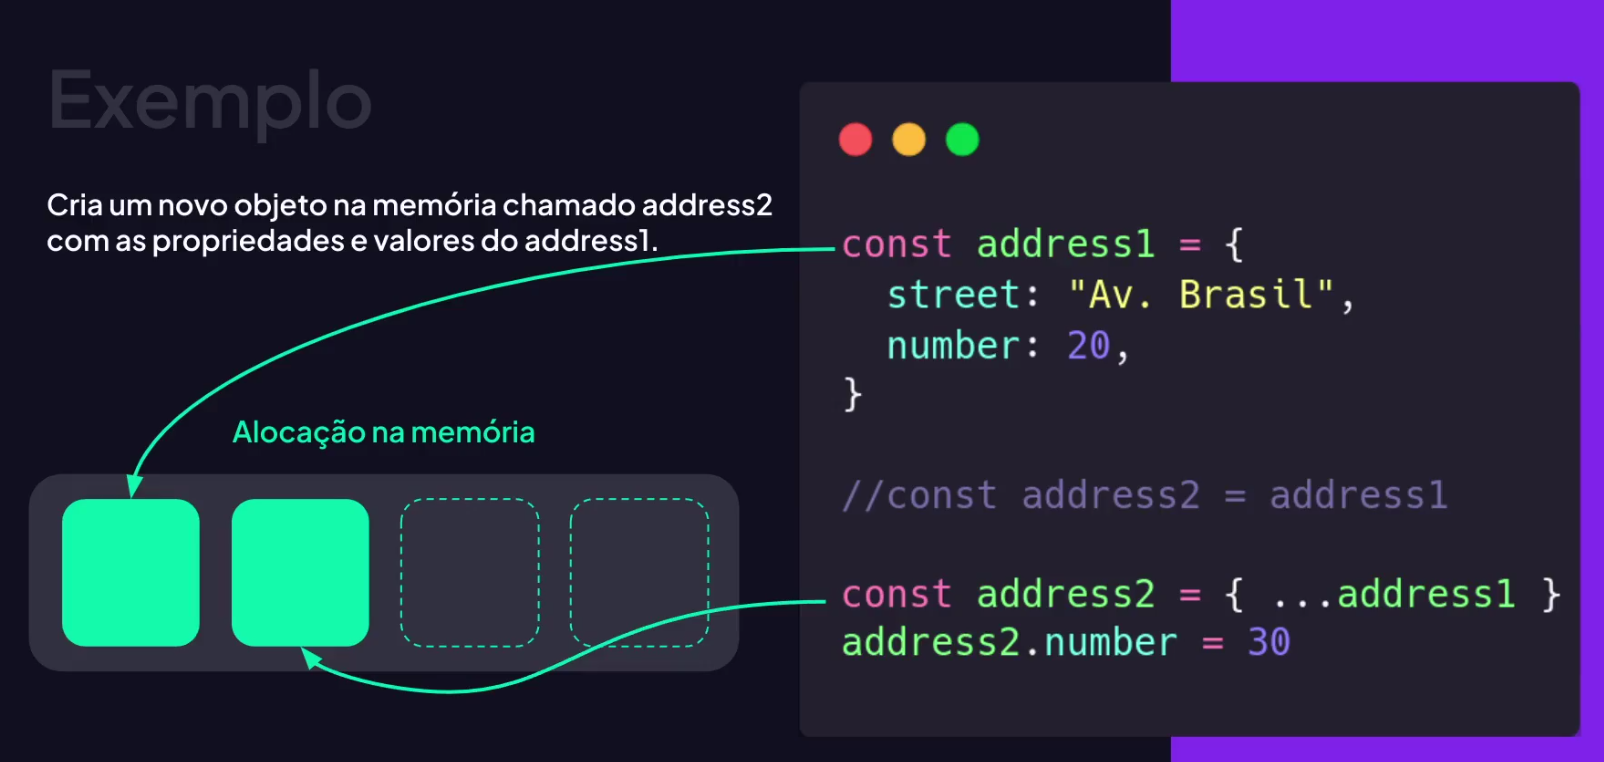 Exemplo
Cria um novo objeto na memória chamado address2
com as propriedades e valores do address1.
Alocação na memória
const address1 = {
  street: "Av. Brasil",
  number: 20,
}
//const address2 = address1
const address2 = { ...address1 }
address2.number = 30